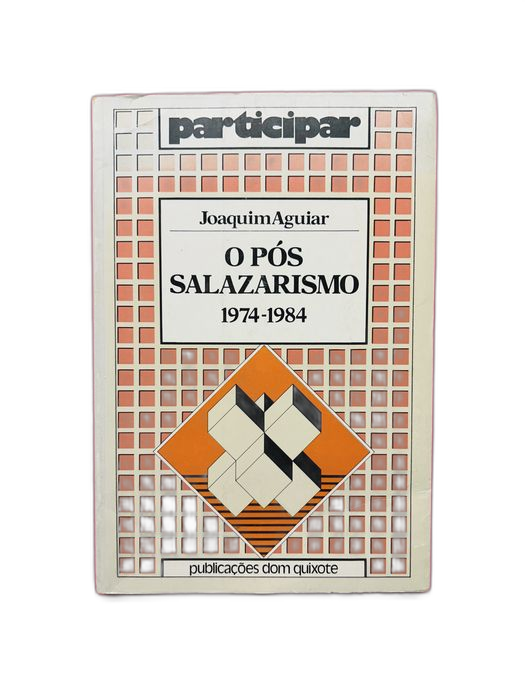 participar
Joaquim Aguiar
O PÓS
SALAZARISMO
1974-1984
publicações dom quixote